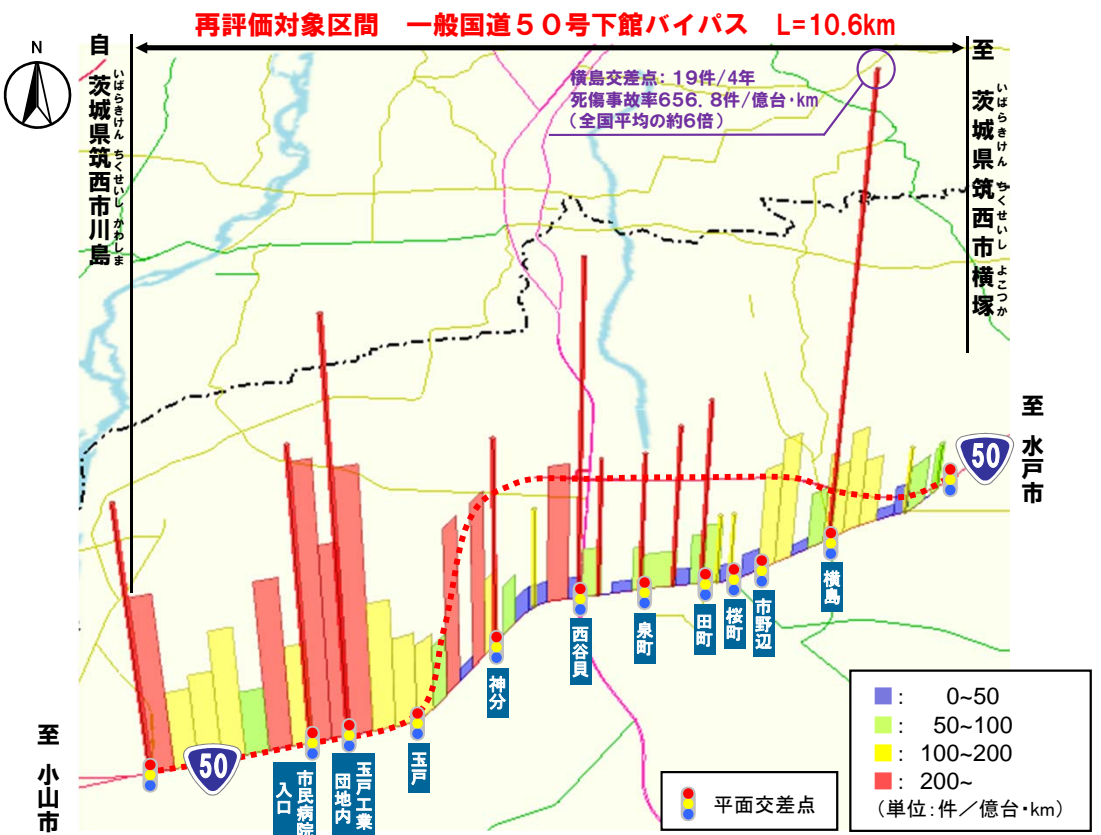 再評価対象区間　一般国道５０号下館バイパス　L=10.6km
N
自 茨城県筑西市川島
いばらきけん ちくせいし かわしま
至 茨城県筑西市横塚
いばらきけん ちくせいし よこつか
横島交差点：19件/4年
死傷事故率656．8件/億台・km
（全国平均の約6倍）
至 水戸市
50
至 小山市
50
市民病院入口
玉戸工業団地内
玉戸
神分
西谷貝
泉町
田町
桜町
市野辺
横島
平面交差点
： 0~50
： 50~100
： 100~200
： 200~
（単位：件／億台・km）